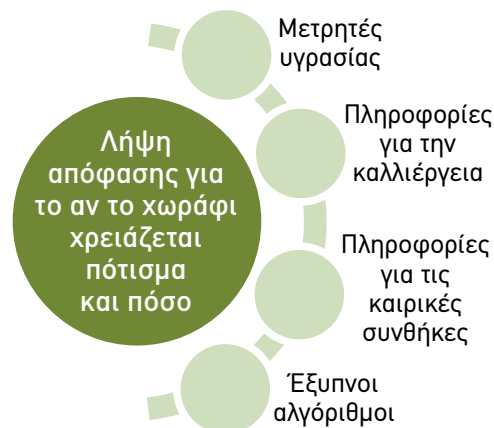 Μετρητές
υγρασίας
Πληροφορίες
για την
καλλιέργεια
Λήψη
απόφασης για
το αν το χωράφι
χρειάζεται
πότισμα
και πόσο
Πληροφορίες
για τις
καιρικές
συνθήκες
Έξυπνοι
αλγόριθμοι